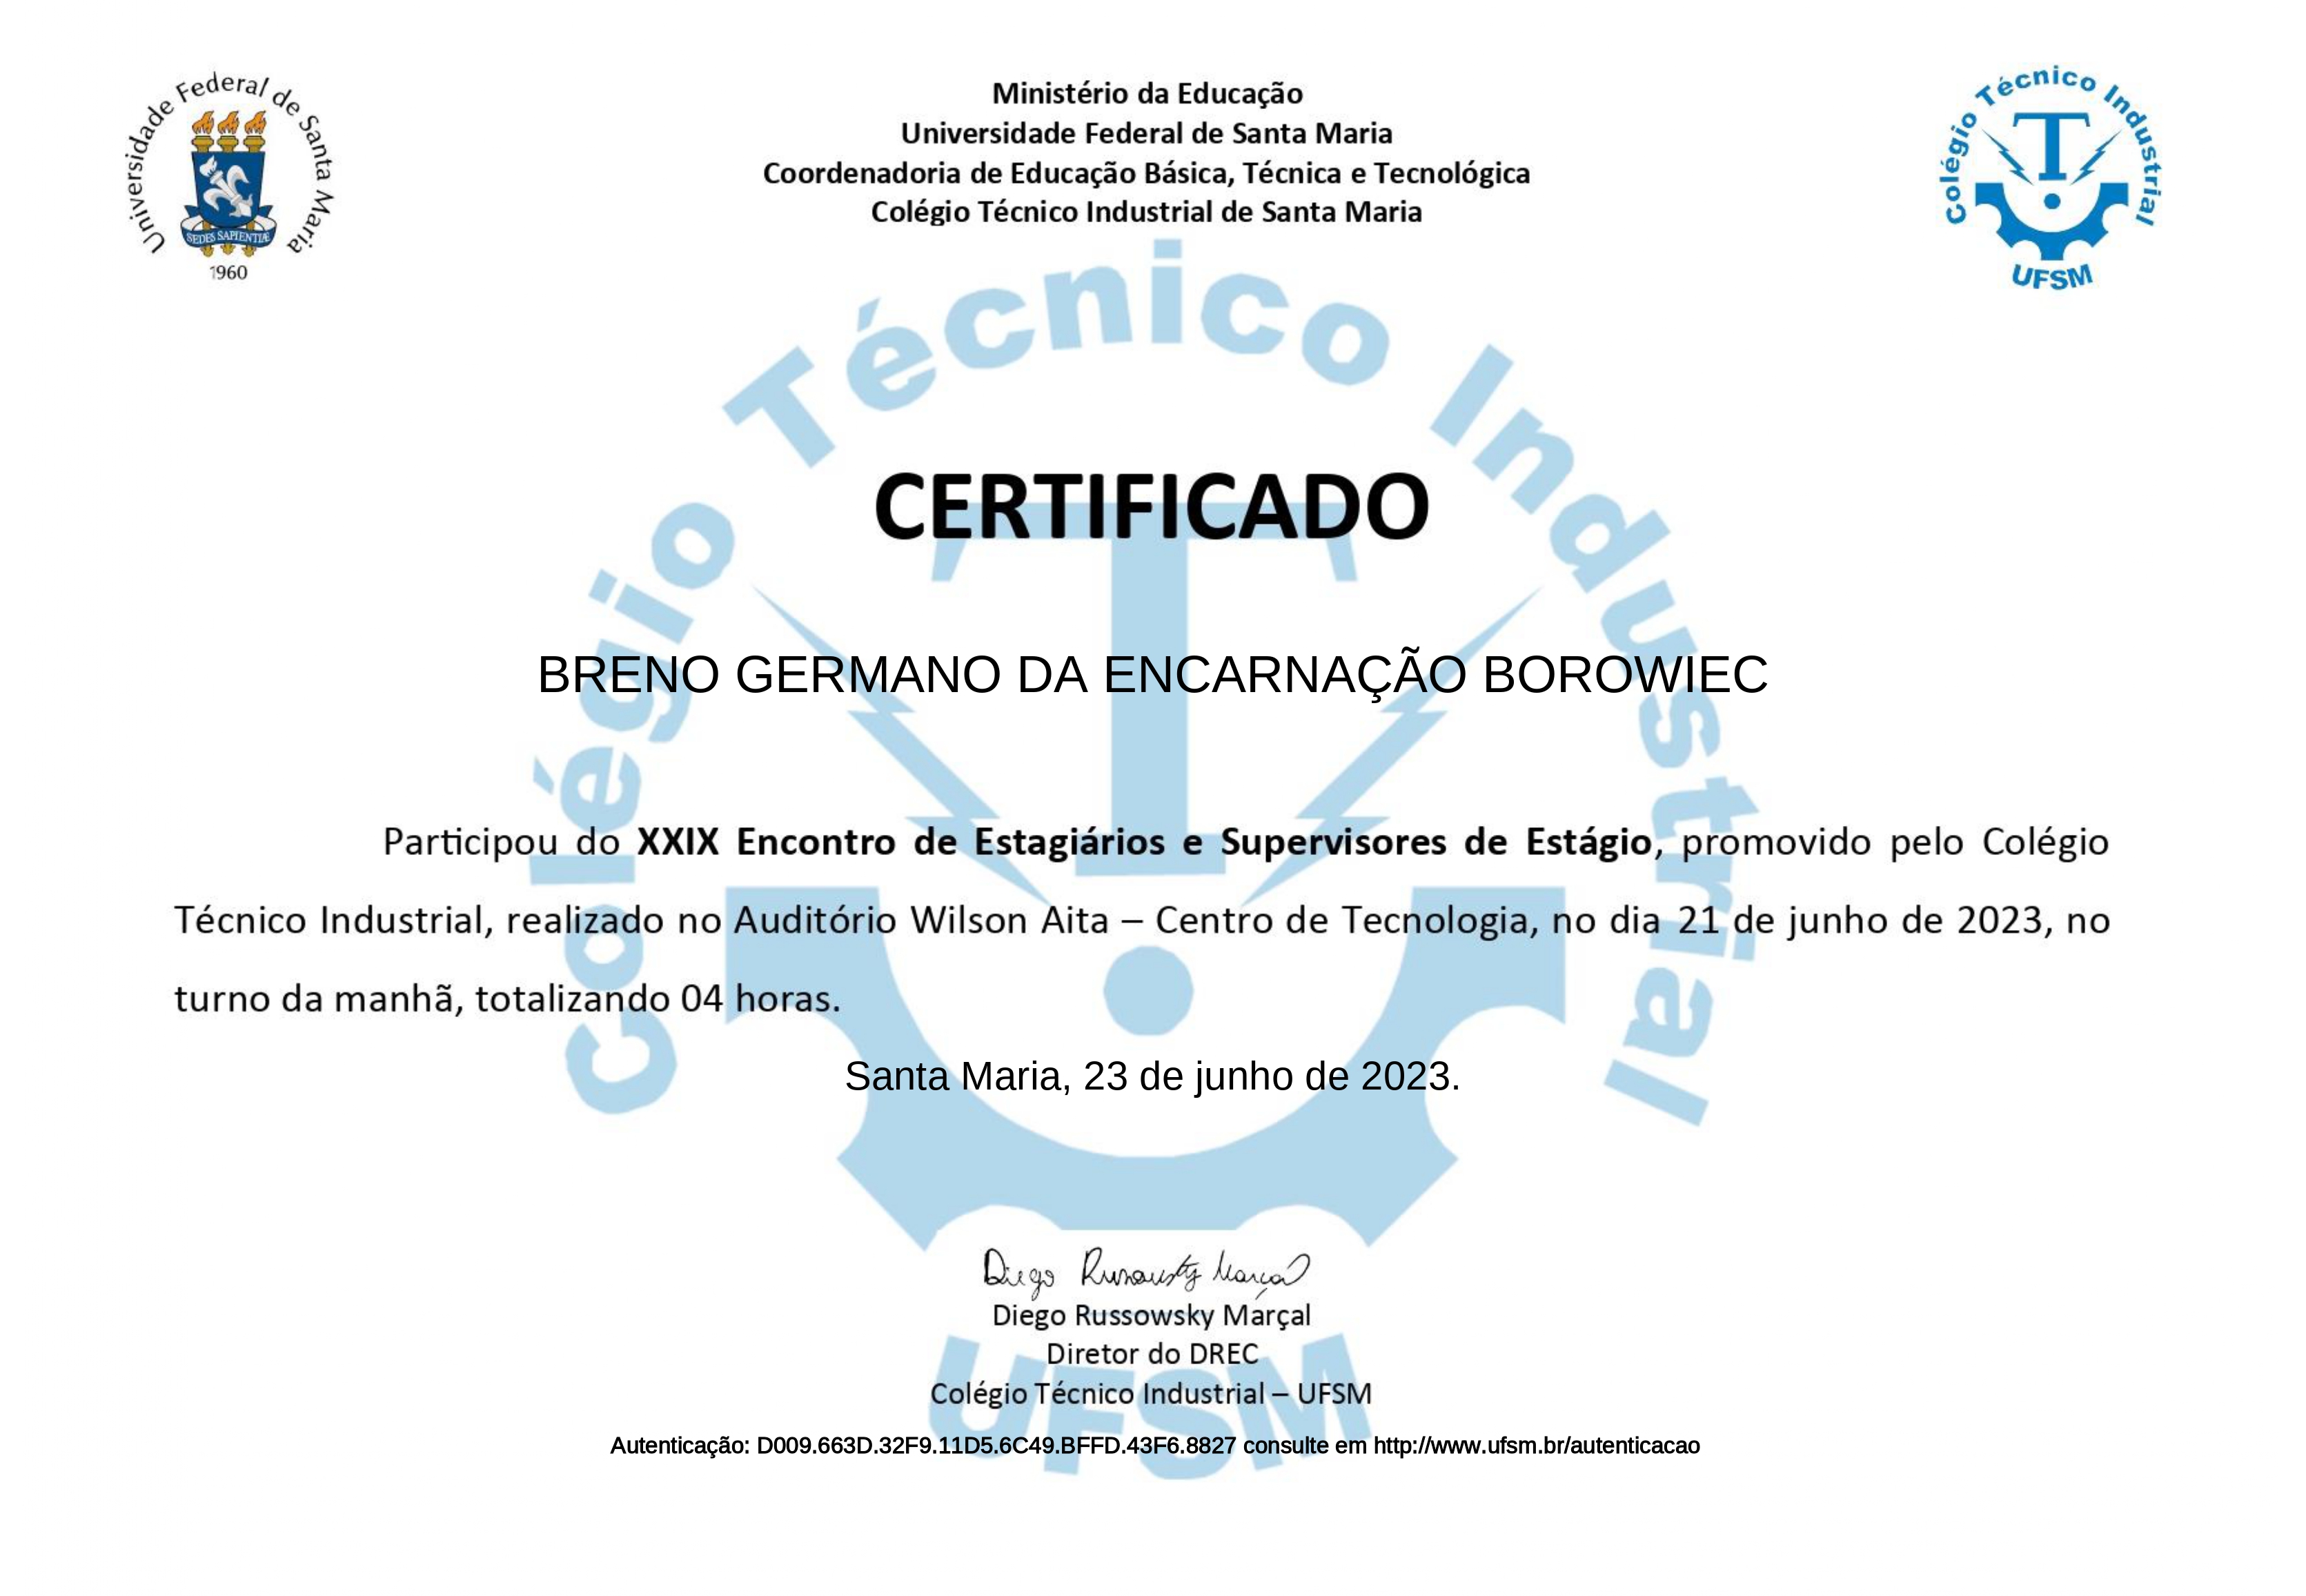 Universidade Federal de Santa Maria
SEDES SAPIENTIÆ
1960
Ministério da Educação
Universidade Federal de Santa Maria
Coordenadoria de Educação Básica, Técnica e Tecnológica
Colégio Técnico Industrial de Santa Maria
Colégio Técnico Industrial
UFSM
Colégio Técnico Industrial
CERTIFICADO
BRENO GERMANO DA ENCARNAÇÃO BOROWIEC
Participou do XXIX Encontro de Estagiários e Supervisores de Estágio, promovido pelo Colégio
Técnico Industrial, realizado no Auditório Wilson Aita – Centro de Tecnologia, no dia 21 de junho de 2023, no
turno da manhã, totalizando 04 horas.
Santa Maria, 23 de junho de 2023.
Diego Russowsky Marçal
Diego Russowsky Marçal
Diretor do DREC
Colégio Técnico Industrial – UFSM
UFSM
Autenticação: D009.663D.32F9.11D5.6C49.BFFD.43F6.8827 consulte em http://www.ufsm.br/autenticacao